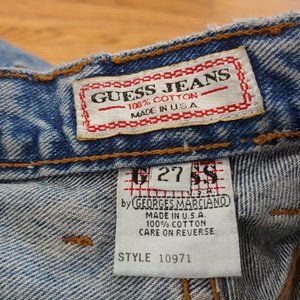 GUESS JEANS
100% COTTON
MADE IN U.S.A.
G 27 SS
U.S.A.
by GEORGES MARCIANO
MADE IN U.S.A.
100% COTTON
CARE ON REVERSE
STYLE 10971